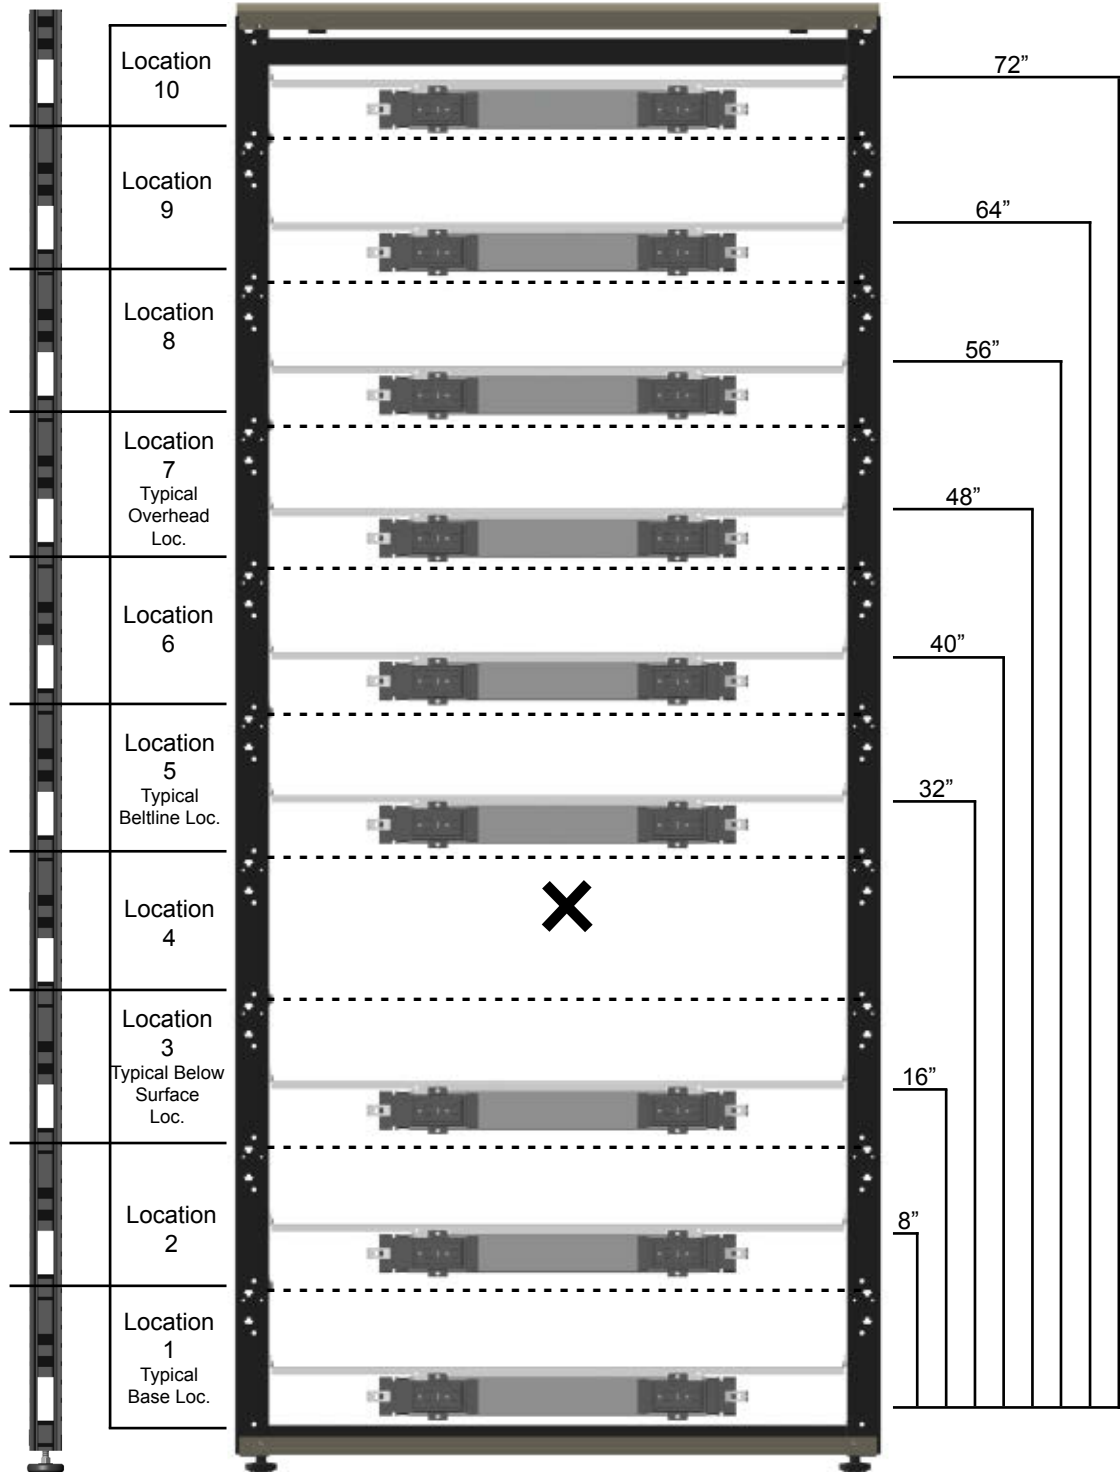 Location
10
Location
9
Location
8
Location
7
Typical
Overhead
Loc.
Location
6
Location
5
Typical
Beltline Loc.
Location
4
Location
3
Typical Below
Surface
Loc.
Location
2
Location
1
Typical
Base Loc.
72”
64”
56”
48”
40”
32”
16”
8”